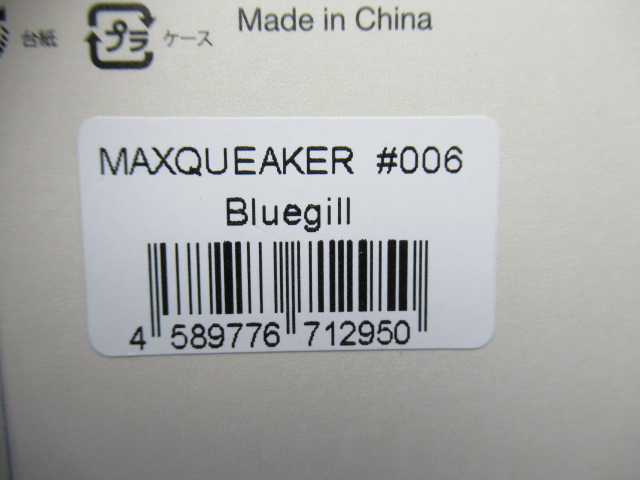 Made in China
台紙
プラ
ケース
MAXQUEAKER #006
Bluegill
4 589776 712950